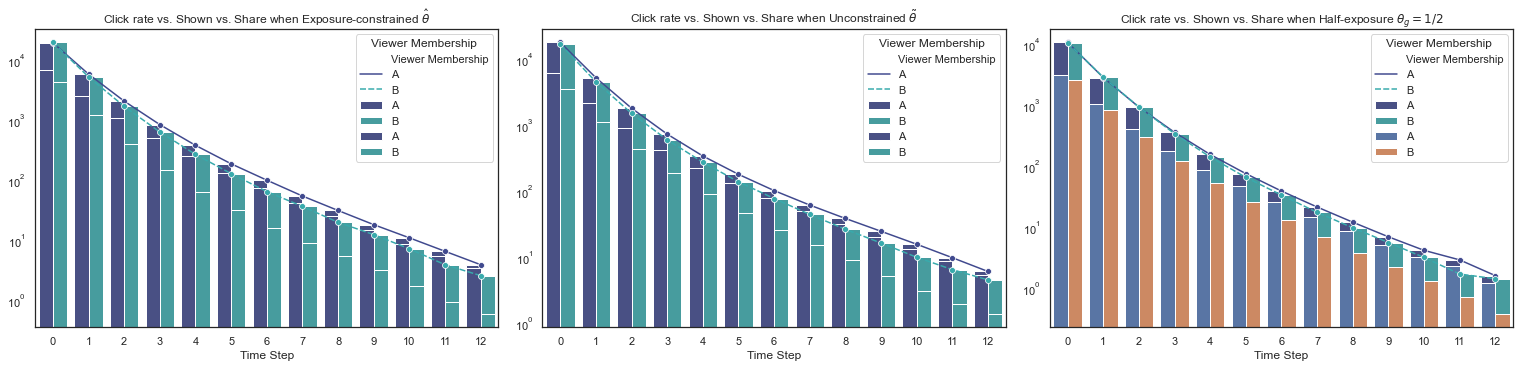 Click rate vs. Shown vs. Share when Exposure-constrained θ̂
10⁴
10³
10²
10¹
10⁰
Viewer Membership
Viewer Membership
A
B
A
B
A
B
0 1 2 3 4 5 6 7 8 9 10 11 12
Time Step
Click rate vs. Shown vs. Share when Unconstrained θ̃
10⁴
10³
10²
10¹
10⁰
Viewer Membership
Viewer Membership
A
B
A
B
A
B
0 1 2 3 4 5 6 7 8 9 10 11 12
Time Step
Click rate vs. Shown vs. Share when Half-exposure θ_g = 1/2
10⁴
10³
10²
10¹
10⁰
Viewer Membership
Viewer Membership
A
B
A
B
A
B
0 1 2 3 4 5 6 7 8 9 10 11 12
Time Step